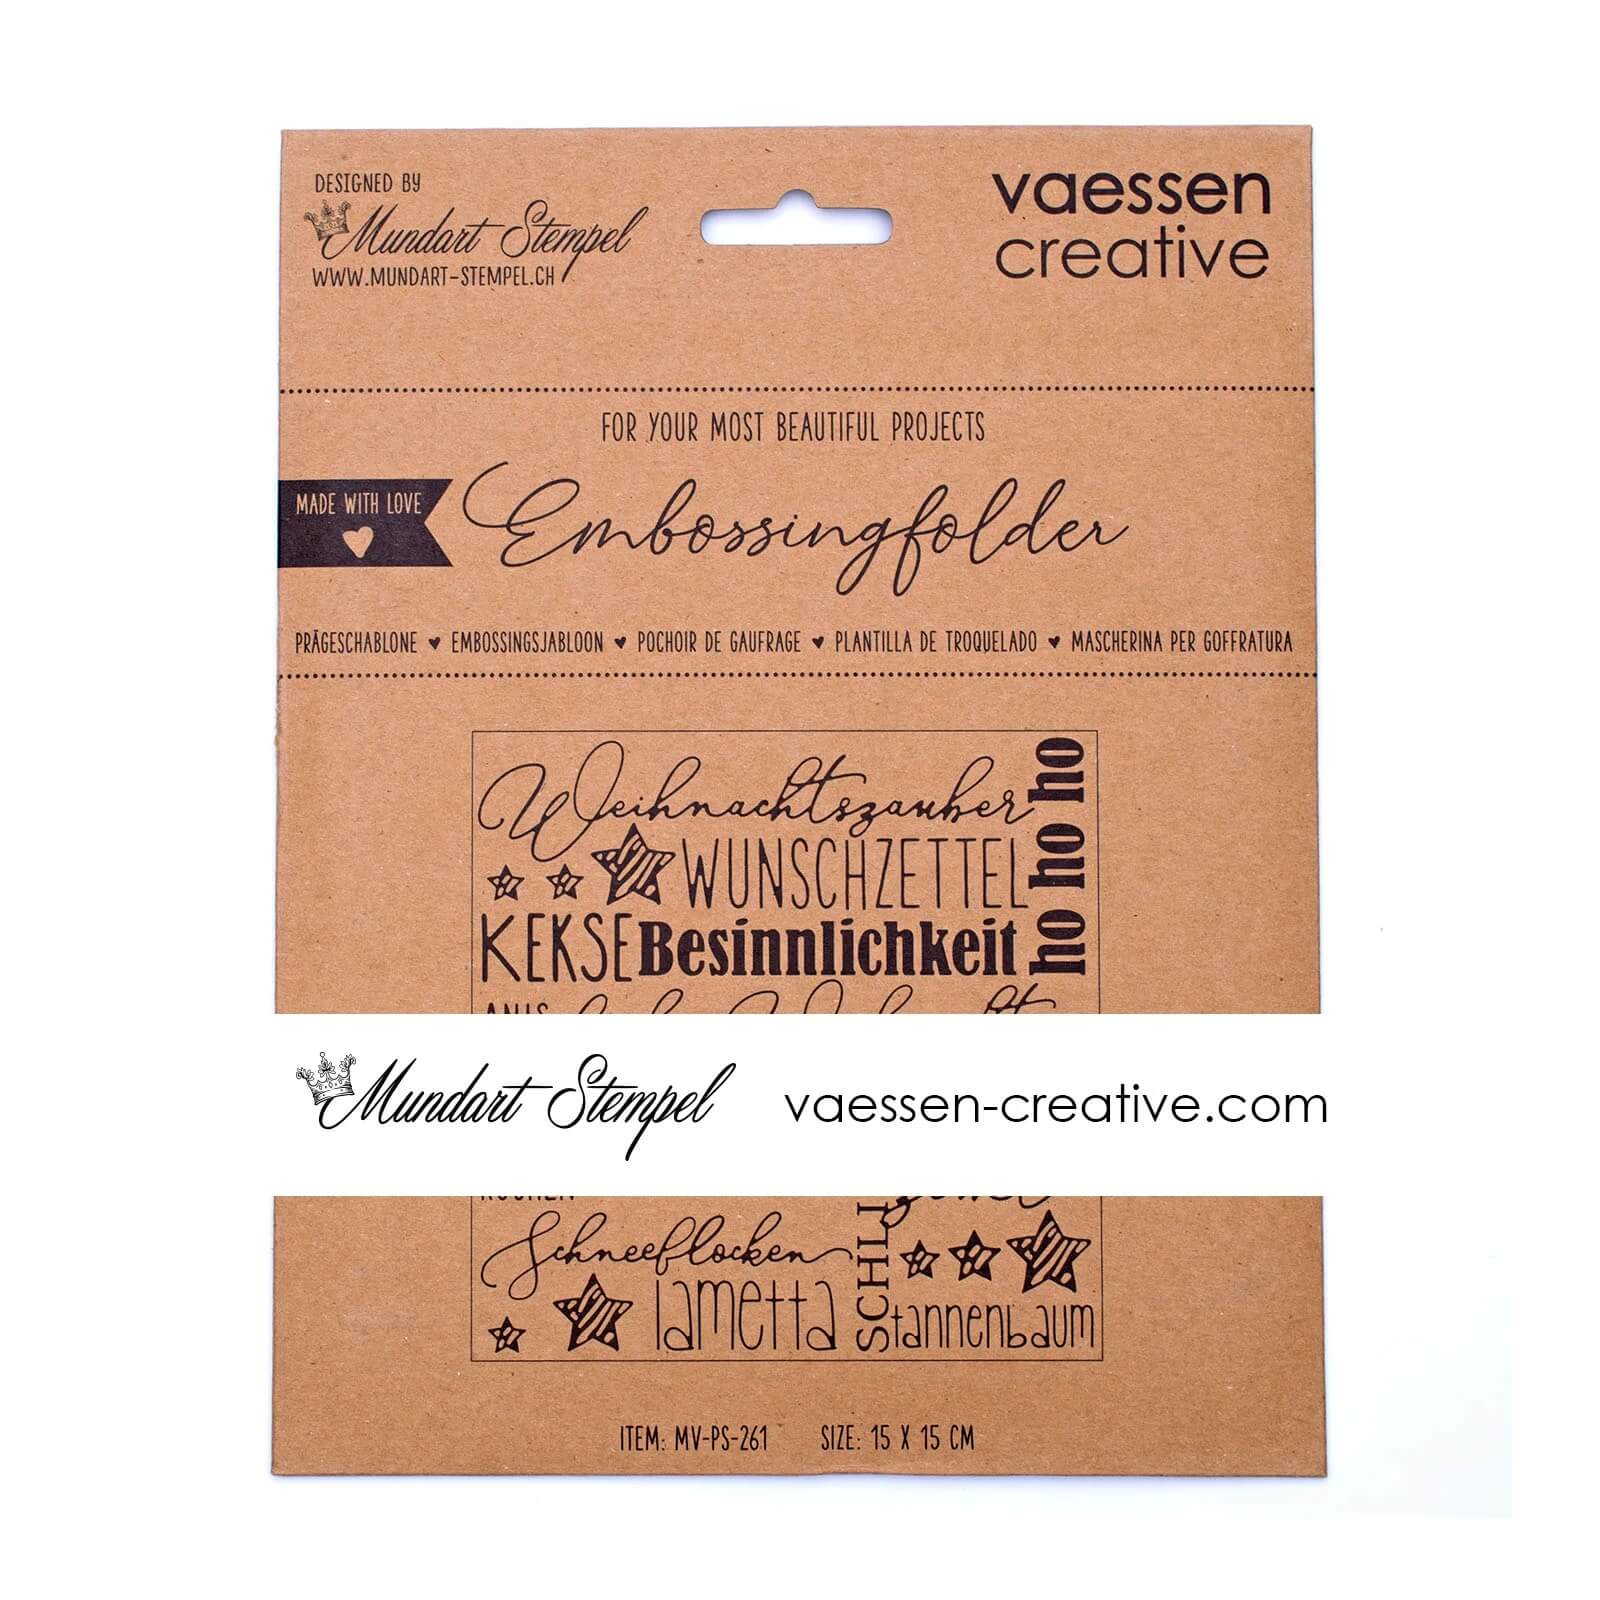 DESIGNED BY
Mundart Stempel
WWW.MUNDART-STEMPEL.CH
vaessen
creative
FOR YOUR MOST BEAUTIFUL PROJECTS
MADE WITH LOVE
Embossingfolder
PRÄGESCHABLONE ♥ EMBOSSINGSJABLOON ♥ POCHOIR DE GAUFRAGE ♥ PLANTILLA DE TROQUELADO ♥ MASCHERINA PER GOFFRATURA
Weihnachtszauber
ho ho ho
WUNSCHZETTEL
KEKSE Besinnlichkeit
Mundart Stempel
vaessen-creative.com
Schneeflocken
lametta
tannenbaum
ITEM: MV-PS-261 SIZE: 15 X 15 CM